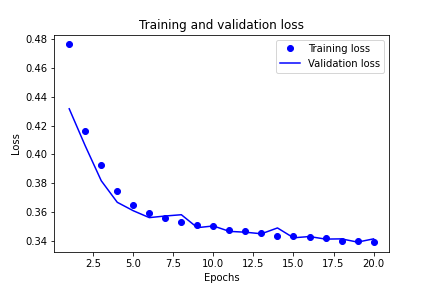 Training and validation loss
Training loss
Validation loss
0.48
0.46
0.44
0.42
0.40
0.38
0.36
0.34
Loss
2.5 5.0 7.5 10.0 12.5 15.0 17.5 20.0
Epochs